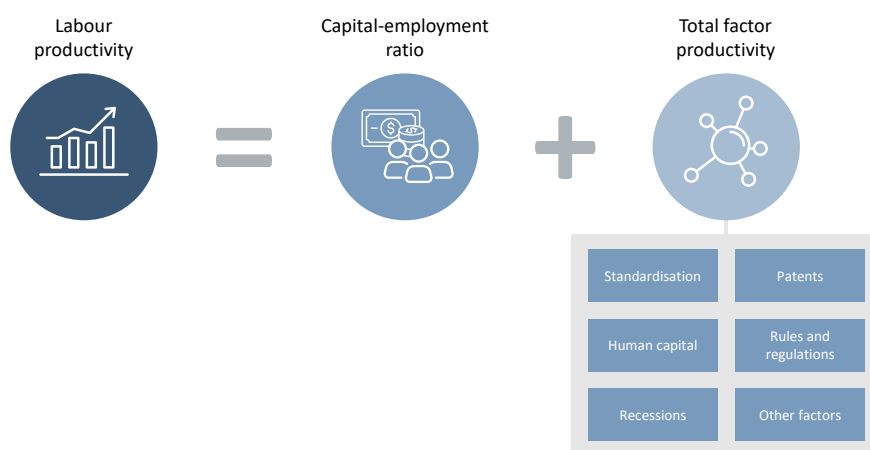 Labour
productivity
Capital-employment
ratio
Total factor
productivity
$
$
Standardisation
Patents
Human capital
Rules and
regulations
Recessions
Other factors